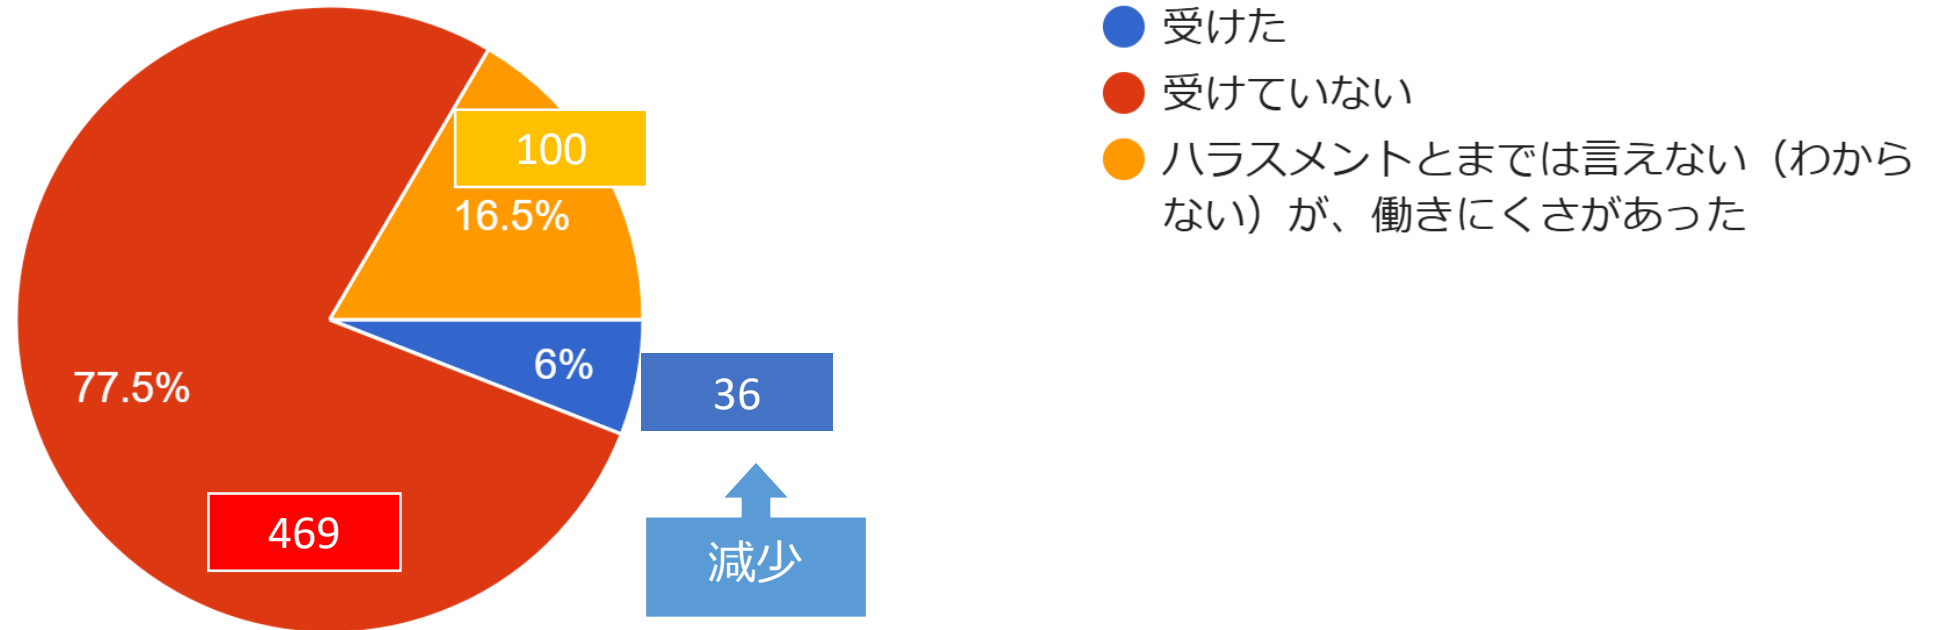 100
16.5%
6%
36
77.5%
469
減少
受けた
受けていない
ハラスメントとまでは言えない（わから
ない）が、働きにくさがあった